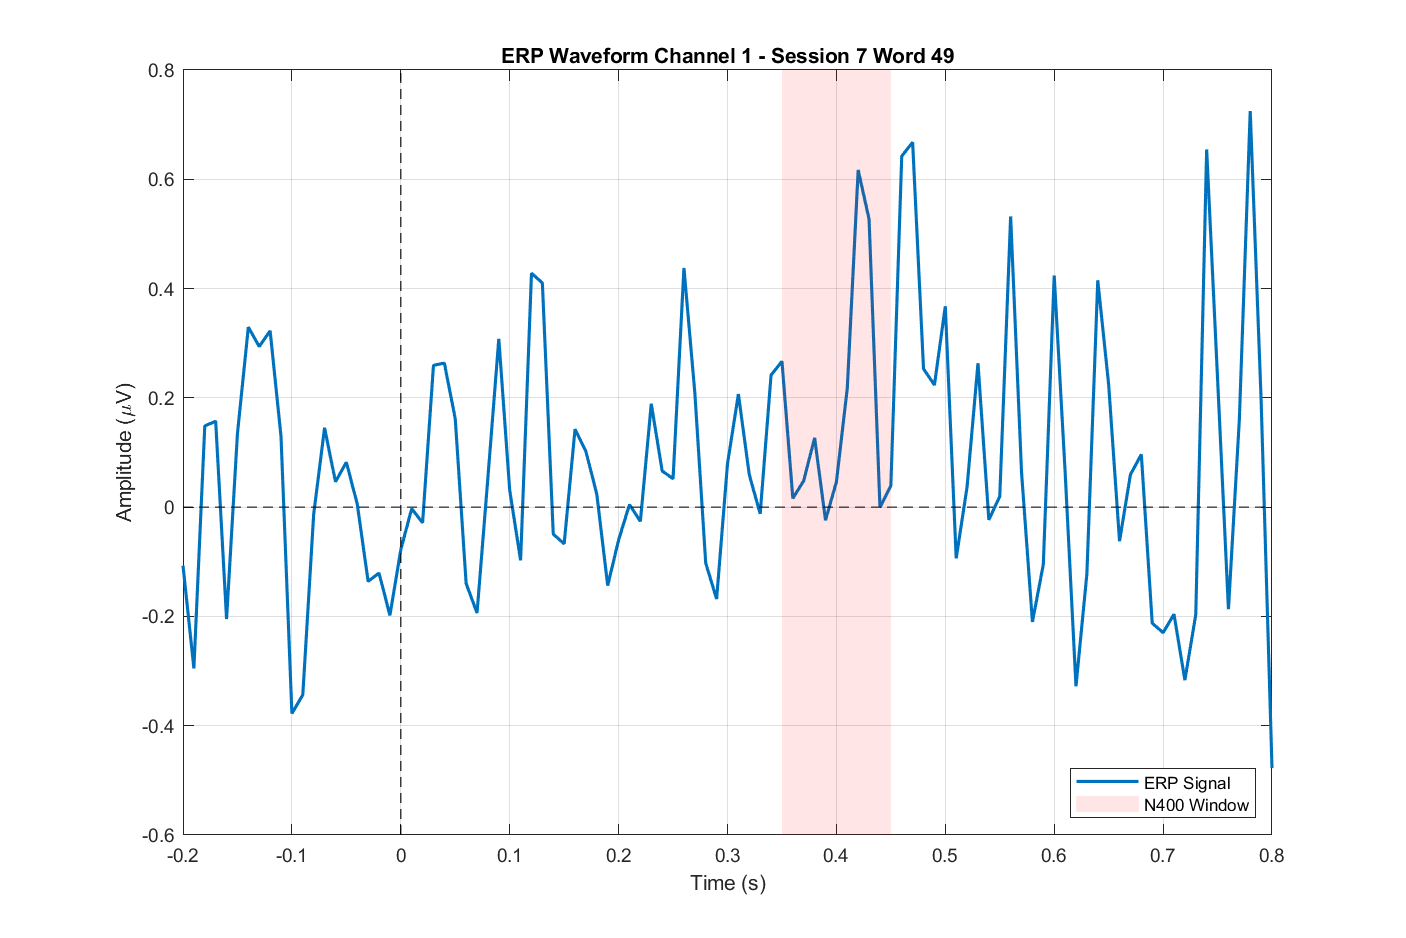 ERP Waveform Channel 1 - Session 7 Word 49
0.8
0.6
0.4
0.2
0
-0.2
-0.4
-0.6
Amplitude (μV)
-0.2 -0.1 0 0.1 0.2 0.3 0.4 0.5 0.6 0.7 0.8
Time (s)
ERP Signal
N400 Window